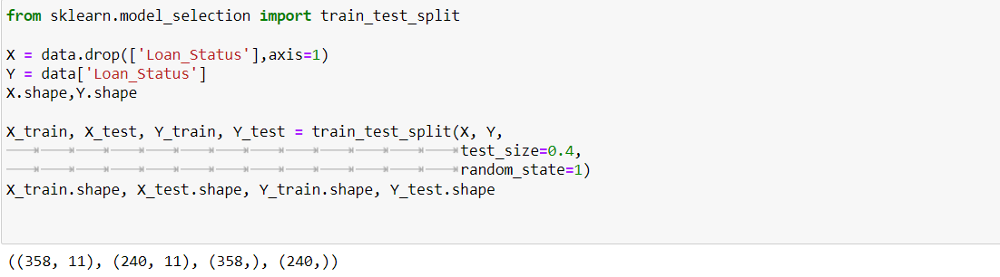 from sklearn.model_selection import train_test_split
X = data.drop(['Loan_Status'],axis=1)
Y = data['Loan_Status']
X.shape,Y.shape
X_train, X_test, Y_train, Y_test = train_test_split(X, Y,
test_size=0.4,
random_state=1)
X_train.shape, X_test.shape, Y_train.shape, Y_test.shape
((358, 11), (240, 11), (358,), (240,))